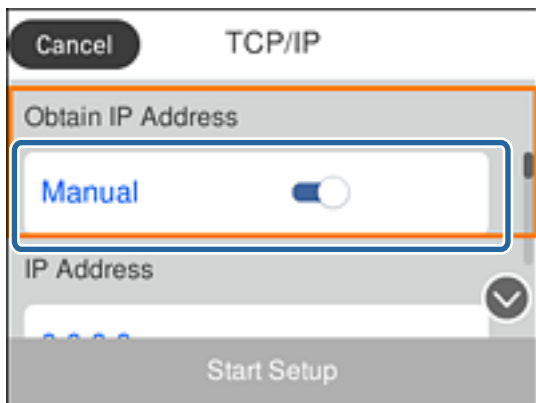 Cancel
TCP/IP
Obtain IP Address
Manual
IP Address
Start Setup